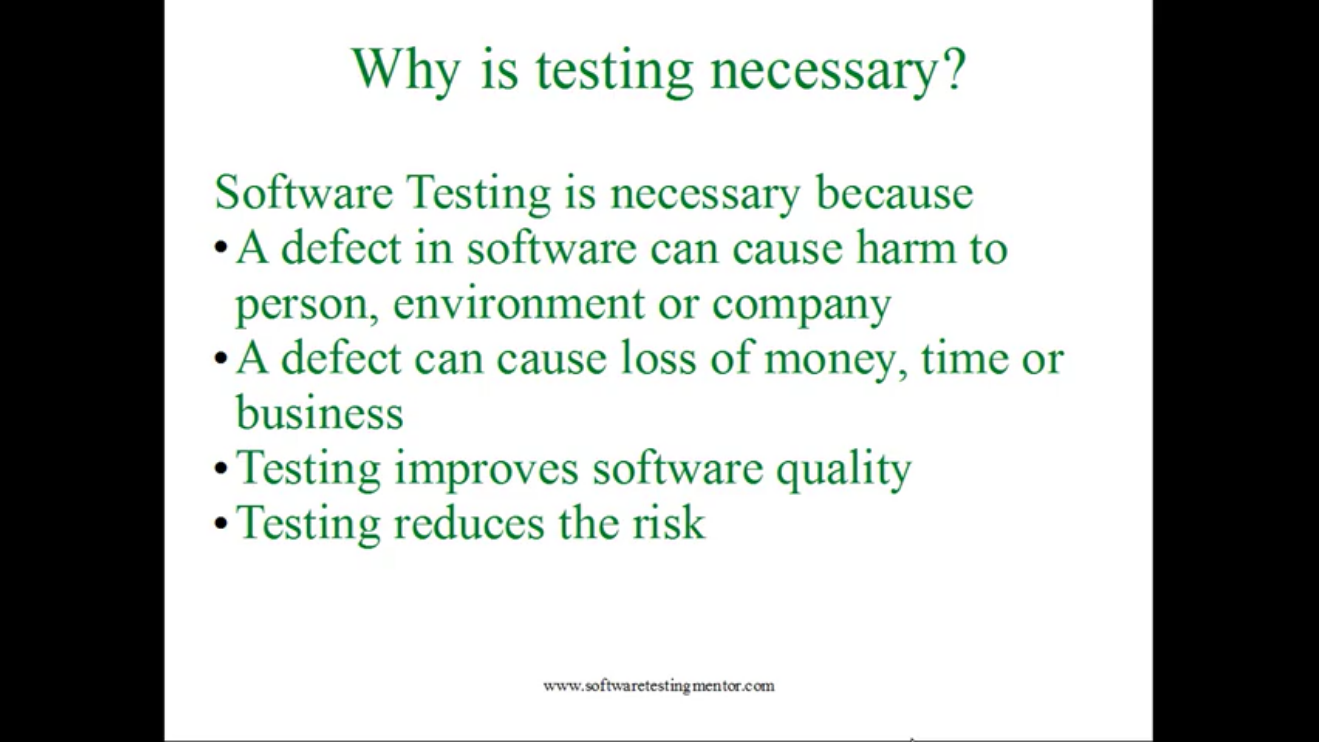 Why is testing necessary?
Software Testing is necessary because
• A defect in software can cause harm to
person, environment or company
• A defect can cause loss of money, time or
business
• Testing improves software quality
• Testing reduces the risk
www.softwaretestingmentor.com